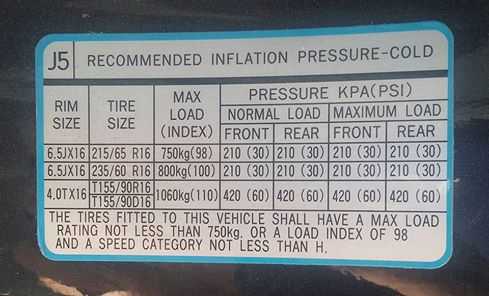 J5 RECOMMENDED INFLATION PRESSURE-COLD
RIM SIZE TIRE SIZE MAX LOAD (INDEX) PRESSURE KPA(PSI)
NORMAL LOAD MAXIMUM LOAD
FRONT REAR FRONT REAR
6.5JX16 215/65 R16 750kg(98) 210 (30) 210 (30) 210 (30) 210 (30)
6.5JX16 235/60 R16 800kg(100) 210 (30) 210 (30) 210 (30) 210 (30)
4.0TX16 T155/90R16 T155/90D16 1060kg(110) 420 (60) 420 (60) 420 (60) 420 (60)
THE TIRES FITTED TO THIS VEHICLE SHALL HAVE A MAX LOAD
RATING NOT LESS THAN 750kg. OR A LOAD INDEX OF 98
AND A SPEED CATEGORY NOT LESS THAN H.